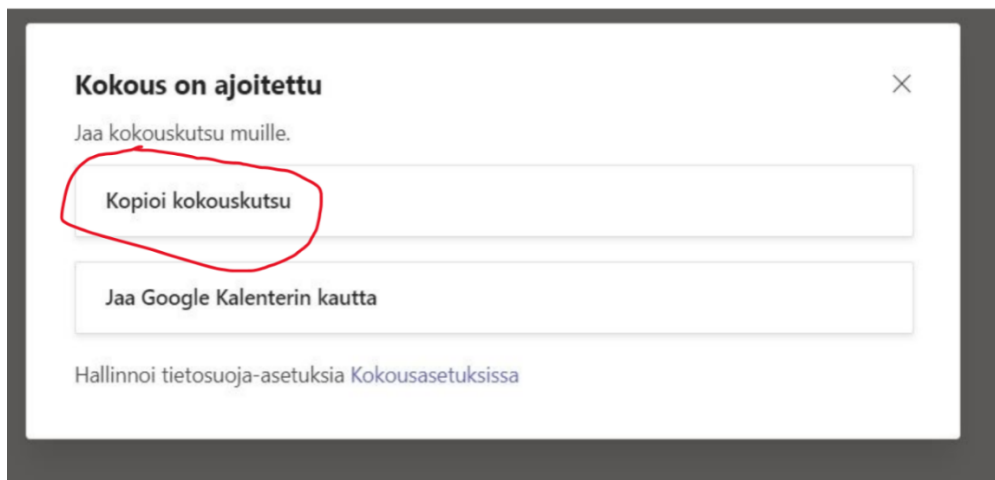 Kokous on ajoitettu
Jaa kokouskutsu muille.
Kopioi kokouskutsu
Jaa Google Kalenterin kautta
Hallinnoi tietosuoja-asetuksia Kokousasetuksissa